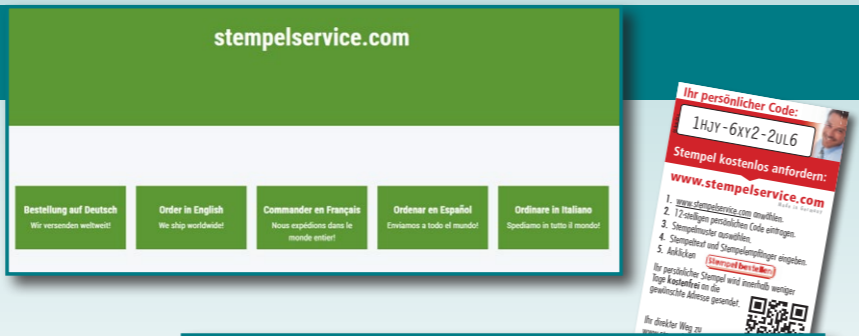 stempelservice.com
Bestellung auf Deutsch
Wir versenden weltweit!
Order in English
We ship worldwide!
Commander en Français
Nous expédions dans le
monde entier!
Ordenar en Español
Enviamos a todo el mundo!
Ordinare in Italiano
Spediamo in tutto il mondo!
Ihr persönlicher Code:
1HJY-6XY2-2UL6
Stempel kostenlos anfordern:
www.stempelservice.com
Made in Germany
1. www.stempelservice.com anwählen.
2. 12-stelligen persönlichen Code eintragen.
3. Stempelmuster auswählen.
4. Stempeltext und Stempelempfänger eingeben.
5. Anklicken Stempel bestellen
Ihr persönlicher Stempel wird innerhalb weniger
Tage kostenfrei an die
gewünschte Adresse gesendet.
Ihr direkter Weg zu